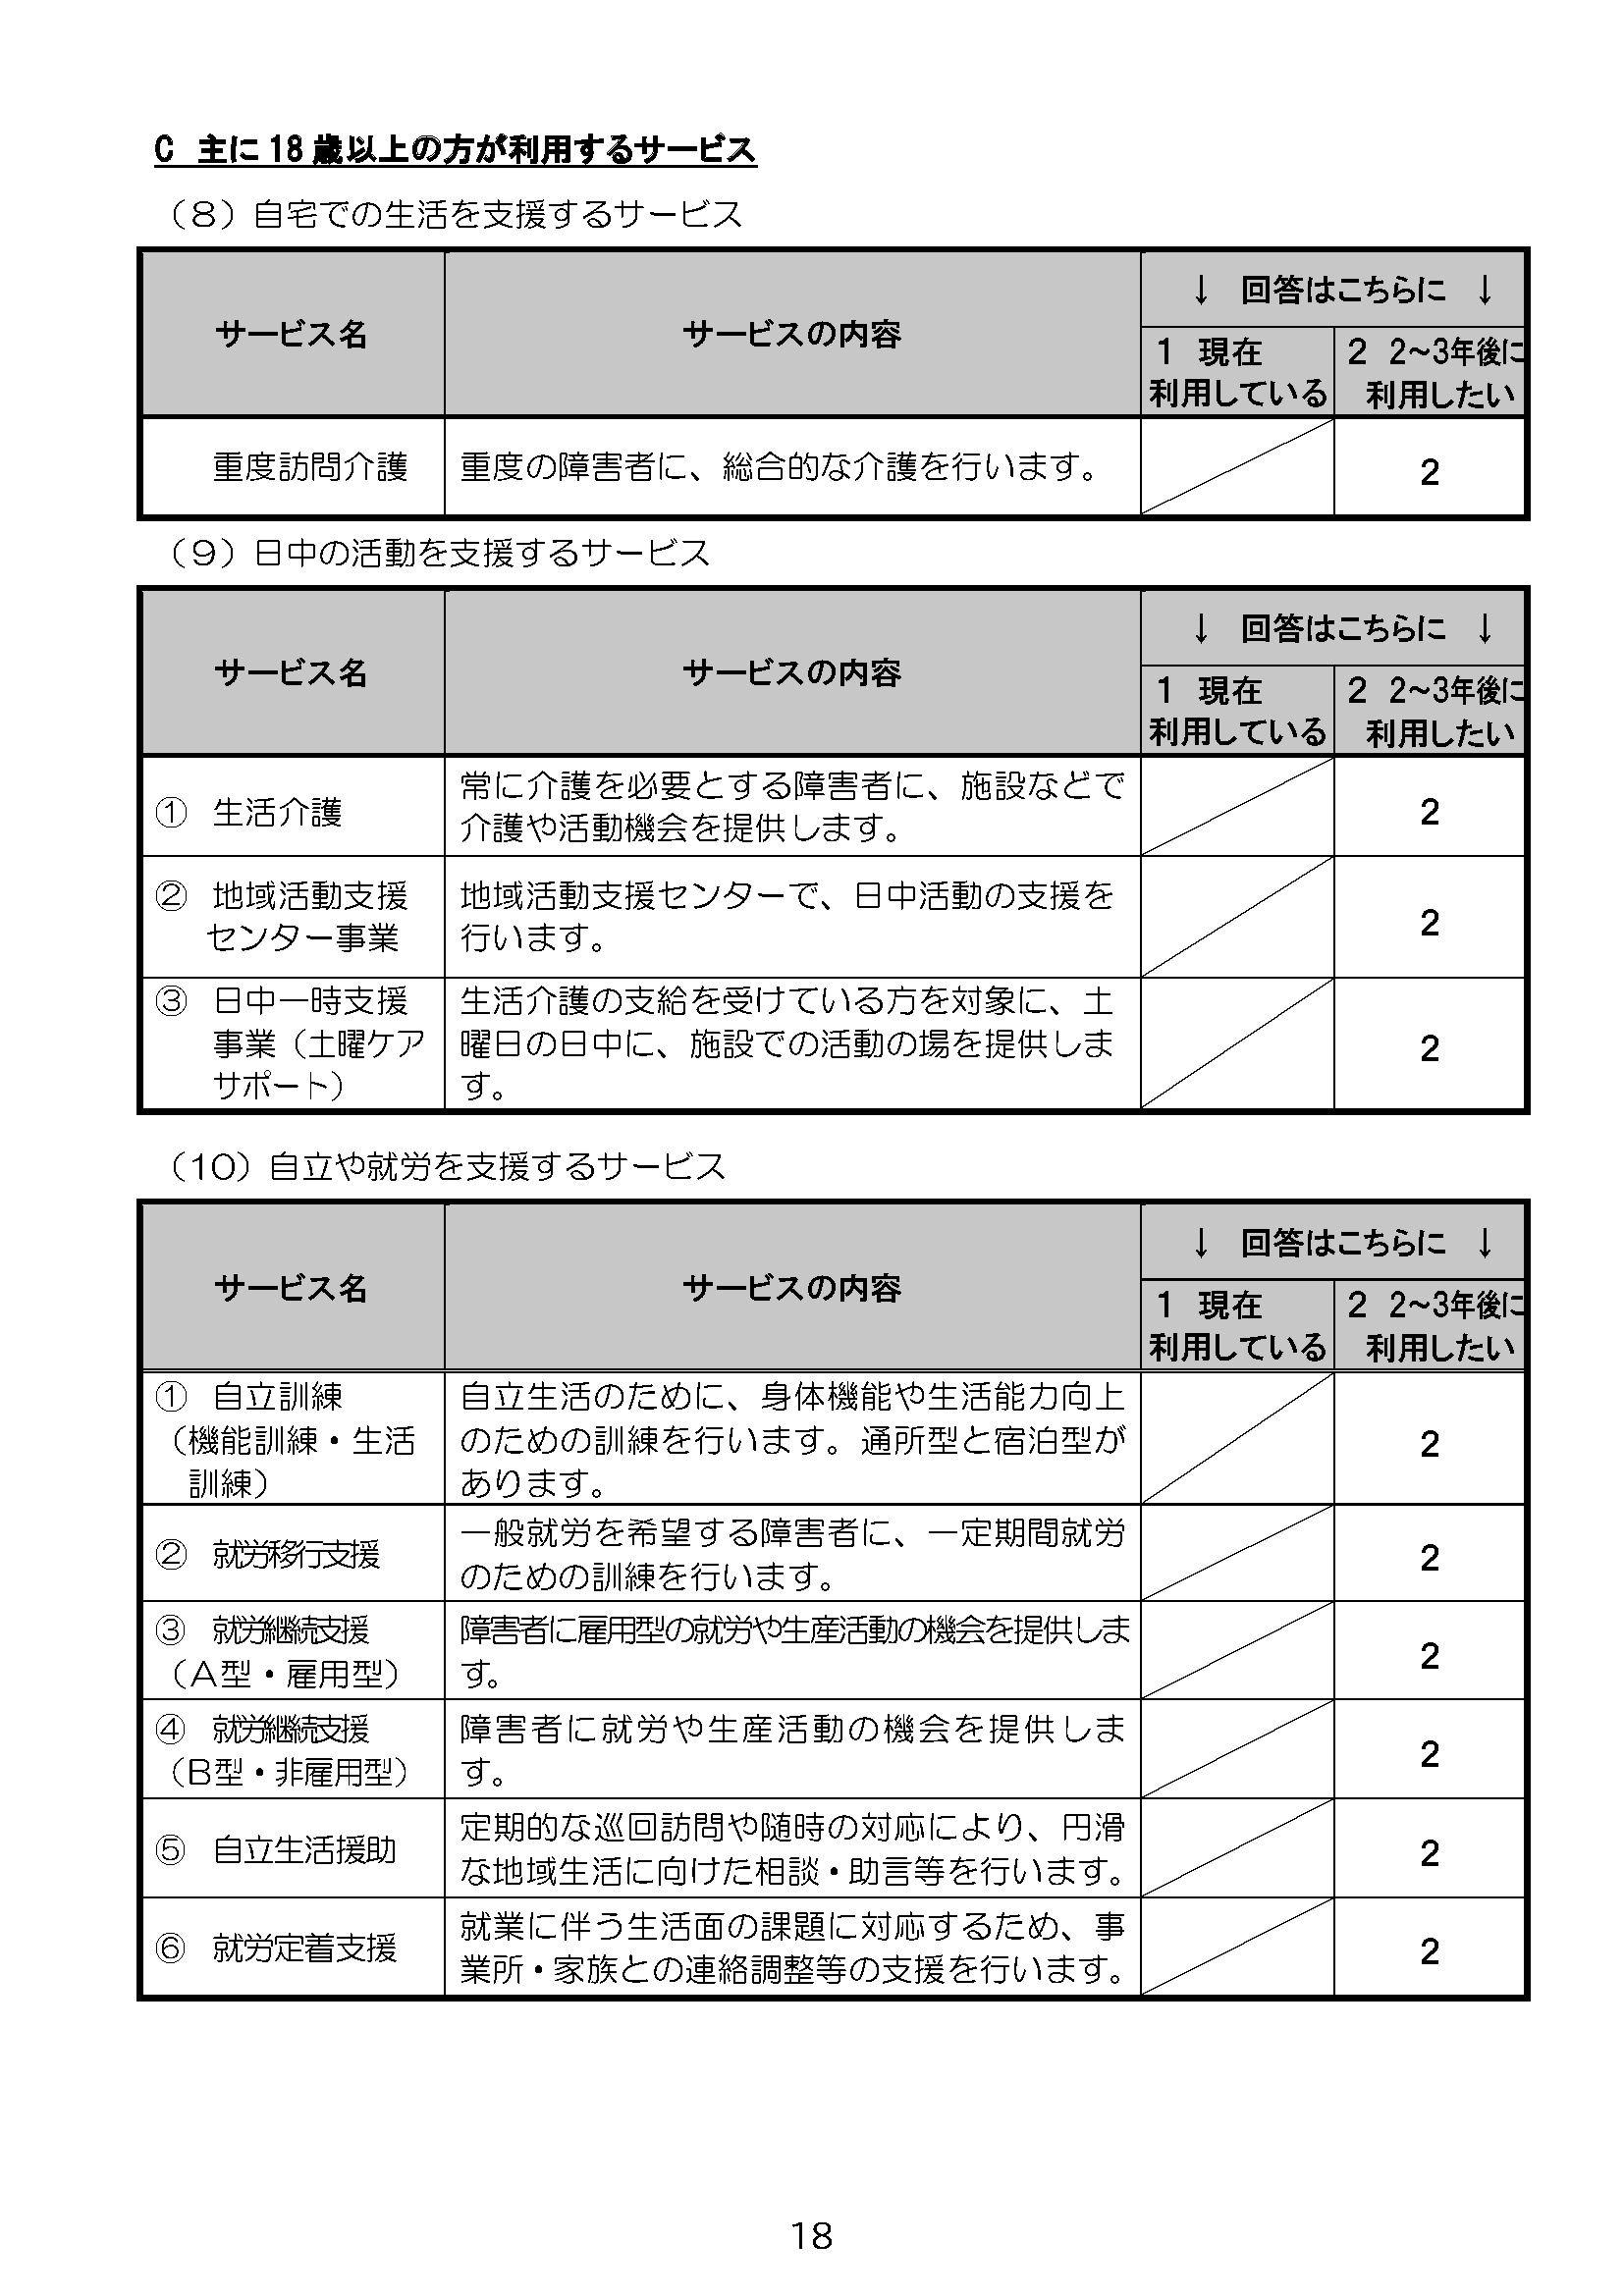 C 主に18歳以上の方が利用するサービス
（8）自宅での生活を支援するサービス
サービス名
サービスの内容
↓ 回答はこちらに ↓
1 現在
利用している
2 2～3年後に
利用したい
重度訪問介護
重度の障害者に、総合的な介護を行います。
2
（9）日中の活動を支援するサービス
サービス名
サービスの内容
↓ 回答はこちらに ↓
1 現在
利用している
2 2～3年後に
利用したい
① 生活介護
常に介護を必要とする障害者に、施設などで
介護や活動機会を提供します。
2
② 地域活動支援
センター事業
地域活動支援センターで、日中活動の支援を
行います。
2
③ 日中一時支援
事業（土曜ケア
サポート）
生活介護の支給を受けている方を対象に、土
曜日の日中に、施設での活動の場を提供しま
す。
2
（10）自立や就労を支援するサービス
サービス名
サービスの内容
↓ 回答はこちらに ↓
1 現在
利用している
2 2～3年後に
利用したい
① 自立訓練
（機能訓練・生活
訓練）
自立生活のために、身体機能や生活能力向上
のための訓練を行います。通所型と宿泊型が
あります。
2
② 就労移行支援
一般就労を希望する障害者に、一定期間就労
のための訓練を行います。
2
③ 就労継続支援
（A型・雇用型）
障害者に雇用型の就労や生産活動の機会を提供しま
す。
2
④ 就労継続支援
（B型・非雇用型）
障害者に就労や生産活動の機会を提供しま
す。
2
⑤ 自立生活援助
定期的な巡回訪問や随時の対応により、円滑
な地域生活に向けた相談・助言等を行います。
2
⑥ 就労定着支援
就業に伴う生活面の課題に対応するため、事
業所・家族との連絡調整等の支援を行います。
2
18